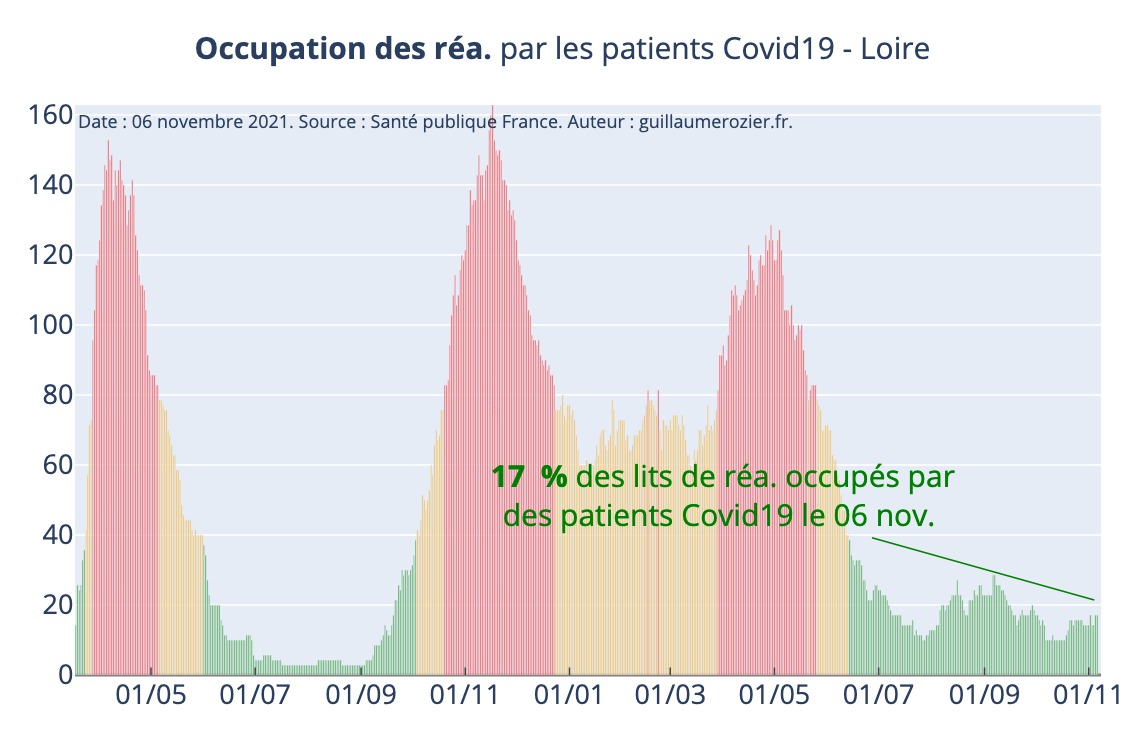 Occupation des réa. par les patients Covid19 - Loire
160
Date : 06 novembre 2021. Source : Santé publique France. Auteur : guillaumerozier.fr.
140
120
100
80
60
17 % des lits de réa. occupés par
des patients Covid19 le 06 nov.
40
20
0
01/05 01/07 01/09 01/11 01/01 01/03 01/05 01/07 01/09 01/11